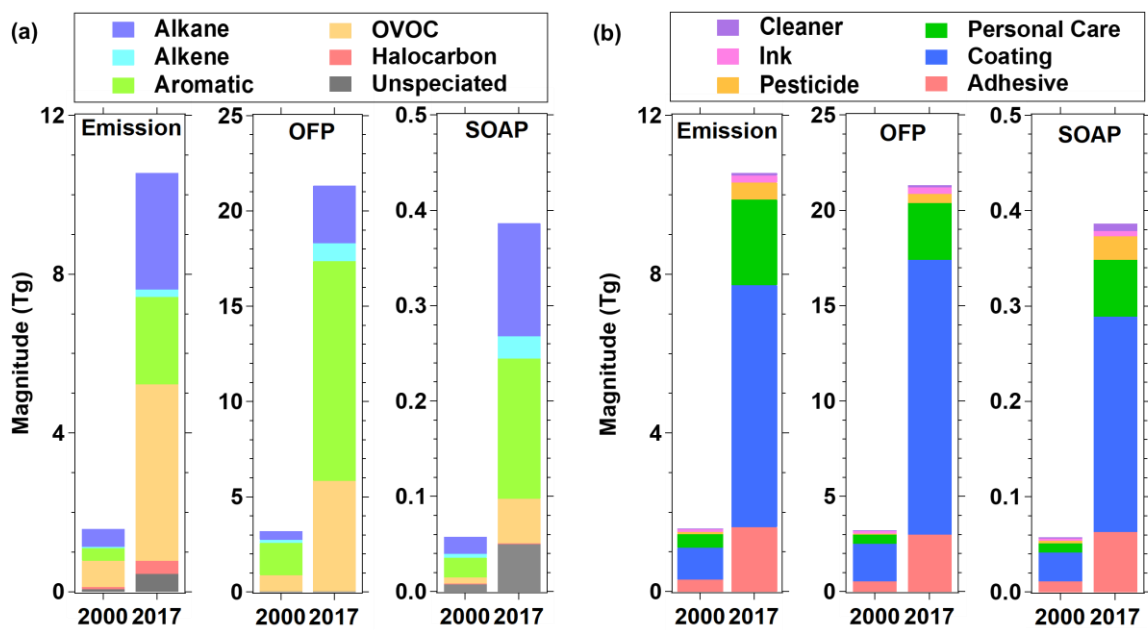 (a)
Alkane
OVOC
Alkene
Halocarbon
Aromatic
Unspeciated
Magnitude (Tg)
Emission
12
8
4
0
2000 2017
OFP
25
20
15
10
5
0
2000 2017
SOAP
0.5
0.4
0.3
0.2
0.1
0.0
2000 2017
(b)
Cleaner
Personal Care
Ink
Coating
Pesticide
Adhesive
Magnitude (Tg)
Emission
12
8
4
0
2000 2017
OFP
25
20
15
10
5
0
2000 2017
SOAP
0.5
0.4
0.3
0.2
0.1
0.0
2000 2017